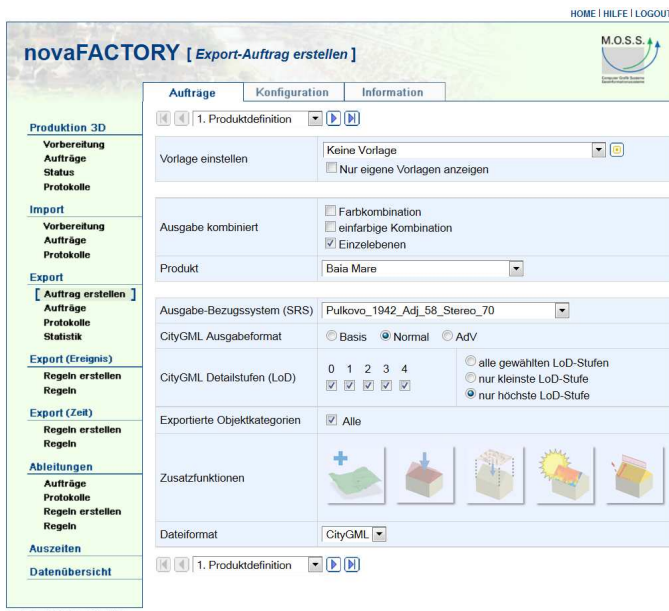 HOME | HILFE | LOGOUT
novaFACTORY [ Export-Auftrag erstellen ]
M.O.S.S.
Aufträge Konfiguration Information
1. Produktdefinition
Produktion 3D
Vorbereitung
Aufträge
Status
Protokolle
Import
Vorbereitung
Aufträge
Protokolle
Export
[ Auftrag erstellen ]
Aufträge
Protokolle
Statistik
Export (Ereignis)
Regeln erstellen
Regeln
Export (Zeit)
Regeln erstellen
Regeln
Ableitungen
Aufträge
Protokolle
Regeln erstellen
Regeln
Auszeiten
Datenübersicht
Vorlage einstellen
Keine Vorlage
Nur eigene Vorlagen anzeigen
Ausgabe kombiniert
Farbkombination
einfarbige Kombination
Einzelebenen
Produkt
Baia Mare
Ausgabe-Bezugssystem (SRS)
Pulkovo_1942_Adj_58_Stereo_70
CityGML Ausgabeformat
Basis Normal AdV
CityGML Detailstufen (LoD)
0 1 2 3 4
alle gewählten LoD-Stufen
nur kleinste LoD-Stufe
nur höchste LoD-Stufe
Exportierte Objektkategorien
Alle
Zusatzfunktionen
Dateiformat
CityGML
1. Produktdefinition